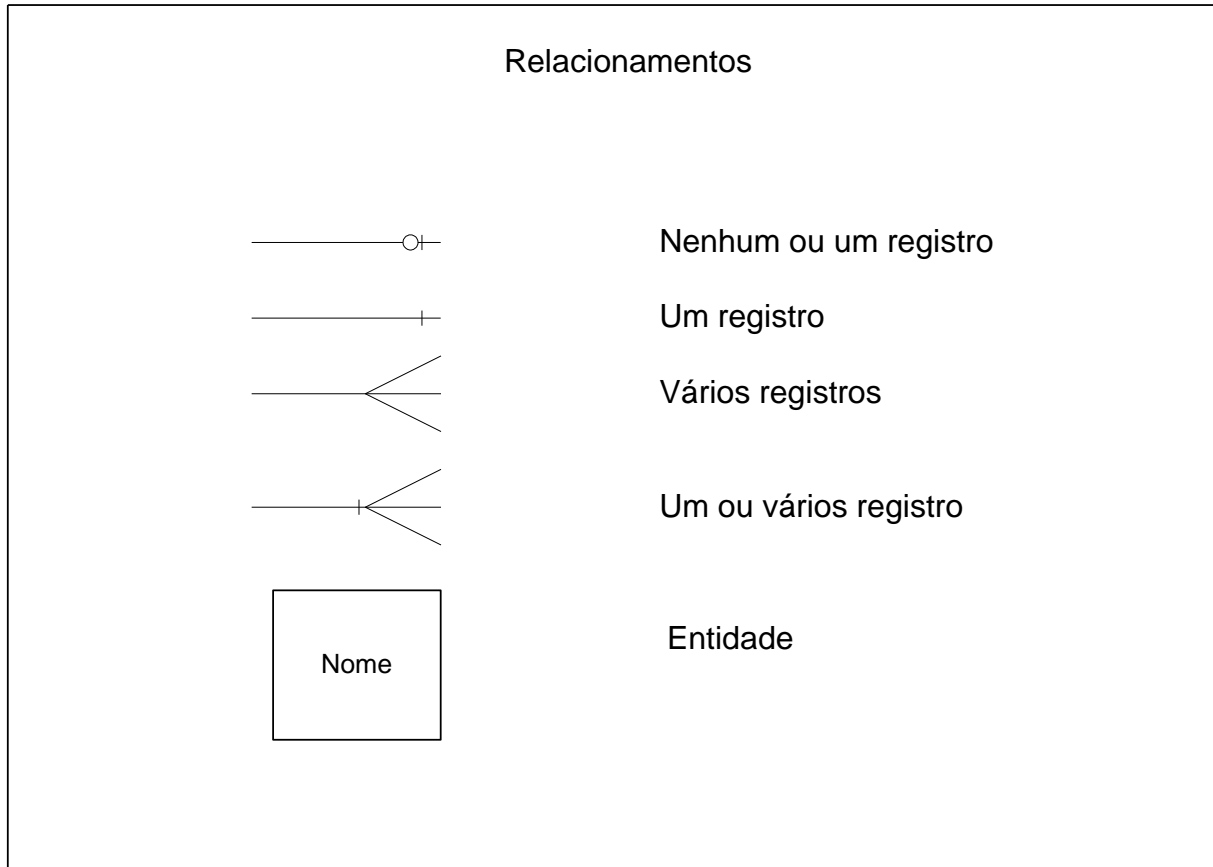 Relacionamentos
Nenhum ou um registro
Um registro
Vários registros
Um ou vários registro
Entidade
Nome